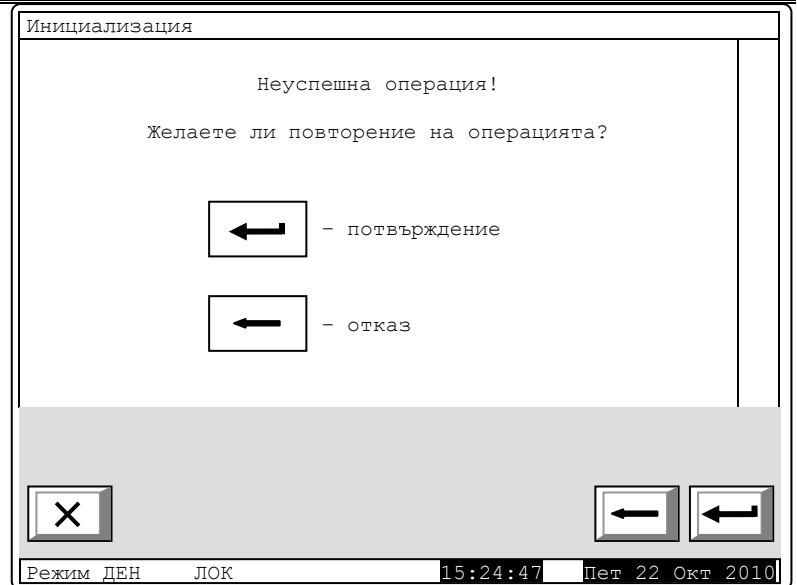 Инициализация
Неуспешна операция!
Желаете ли повторение на операцията?
– потвърждение
– отказ
Режим ДЕН ЛОК 15:24:47 Пет 22 Окт 2010